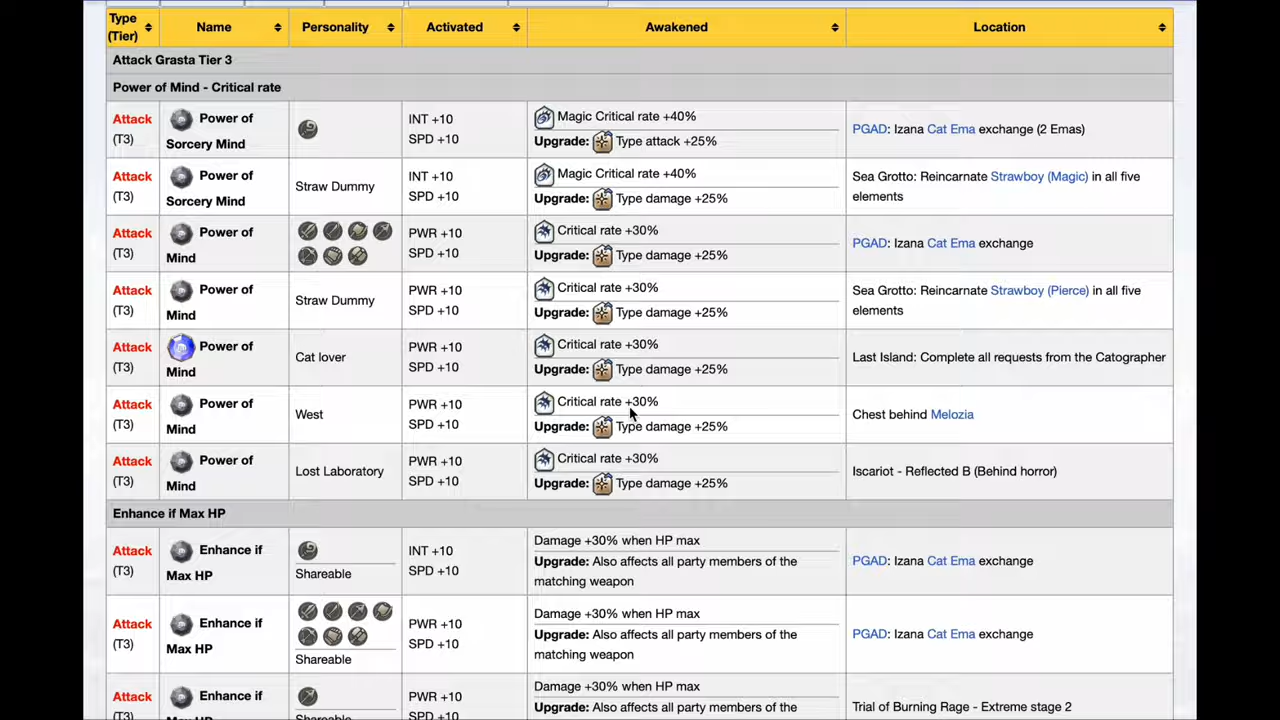 Type
(Tier)
Name
Personality
Activated
Awakened
Location
Attack Grasta Tier 3
Power of Mind - Critical rate
Attack
(T3)
Power of
Sorcery Mind
INT +10
SPD +10
Magic Critical rate +40%
Upgrade: Type attack +25%
PGAD: Izana Cat Ema exchange (2 Emas)
Attack
(T3)
Power of
Sorcery Mind
Straw Dummy
INT +10
SPD +10
Magic Critical rate +40%
Upgrade: Type damage +25%
Sea Grotto: Reincarnate Strawboy (Magic) in all five
elements
Attack
(T3)
Power of
Mind
PWR +10
SPD +10
Critical rate +30%
Upgrade: Type damage +25%
PGAD: Izana Cat Ema exchange
Attack
(T3)
Power of
Mind
Straw Dummy
PWR +10
SPD +10
Critical rate +30%
Upgrade: Type damage +25%
Sea Grotto: Reincarnate Strawboy (Pierce) in all five
elements
Attack
(T3)
Power of
Mind
Cat lover
PWR +10
SPD +10
Critical rate +30%
Upgrade: Type damage +25%
Last Island: Complete all requests from the Catographer
Attack
(T3)
Power of
Mind
West
PWR +10
SPD +10
Critical rate +30%
Upgrade: Type damage +25%
Chest behind Melozia
Attack
(T3)
Power of
Mind
Lost Laboratory
PWR +10
SPD +10
Critical rate +30%
Upgrade: Type damage +25%
Iscariot - Reflected B (Behind horror)
Enhance if Max HP
Attack
(T3)
Enhance if
Max HP
Shareable
INT +10
SPD +10
Damage +30% when HP max
Upgrade: Also affects all party members of the
matching weapon
PGAD: Izana Cat Ema exchange
Attack
(T3)
Enhance if
Max HP
Shareable
PWR +10
SPD +10
Damage +30% when HP max
Upgrade: Also affects all party members of the
matching weapon
PGAD: Izana Cat Ema exchange
Attack
(T3)
Enhance if
Max HP
Shareable
PWR +10
SPD +10
Damage +30% when HP max
Upgrade: Also affects all party members of the
Trial of Burning Rage - Extreme stage 2